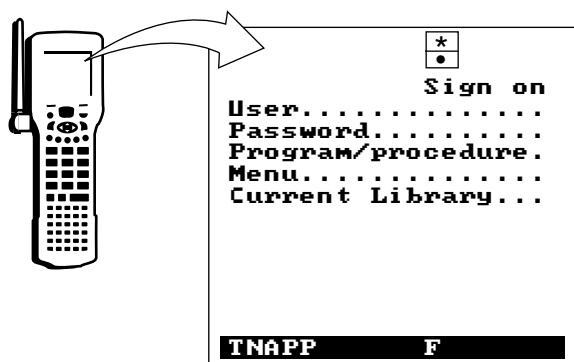 *
•
Sign on
User..............
Password..........
Program/procedure.
Menu..............
Current Library...
TNAPP F